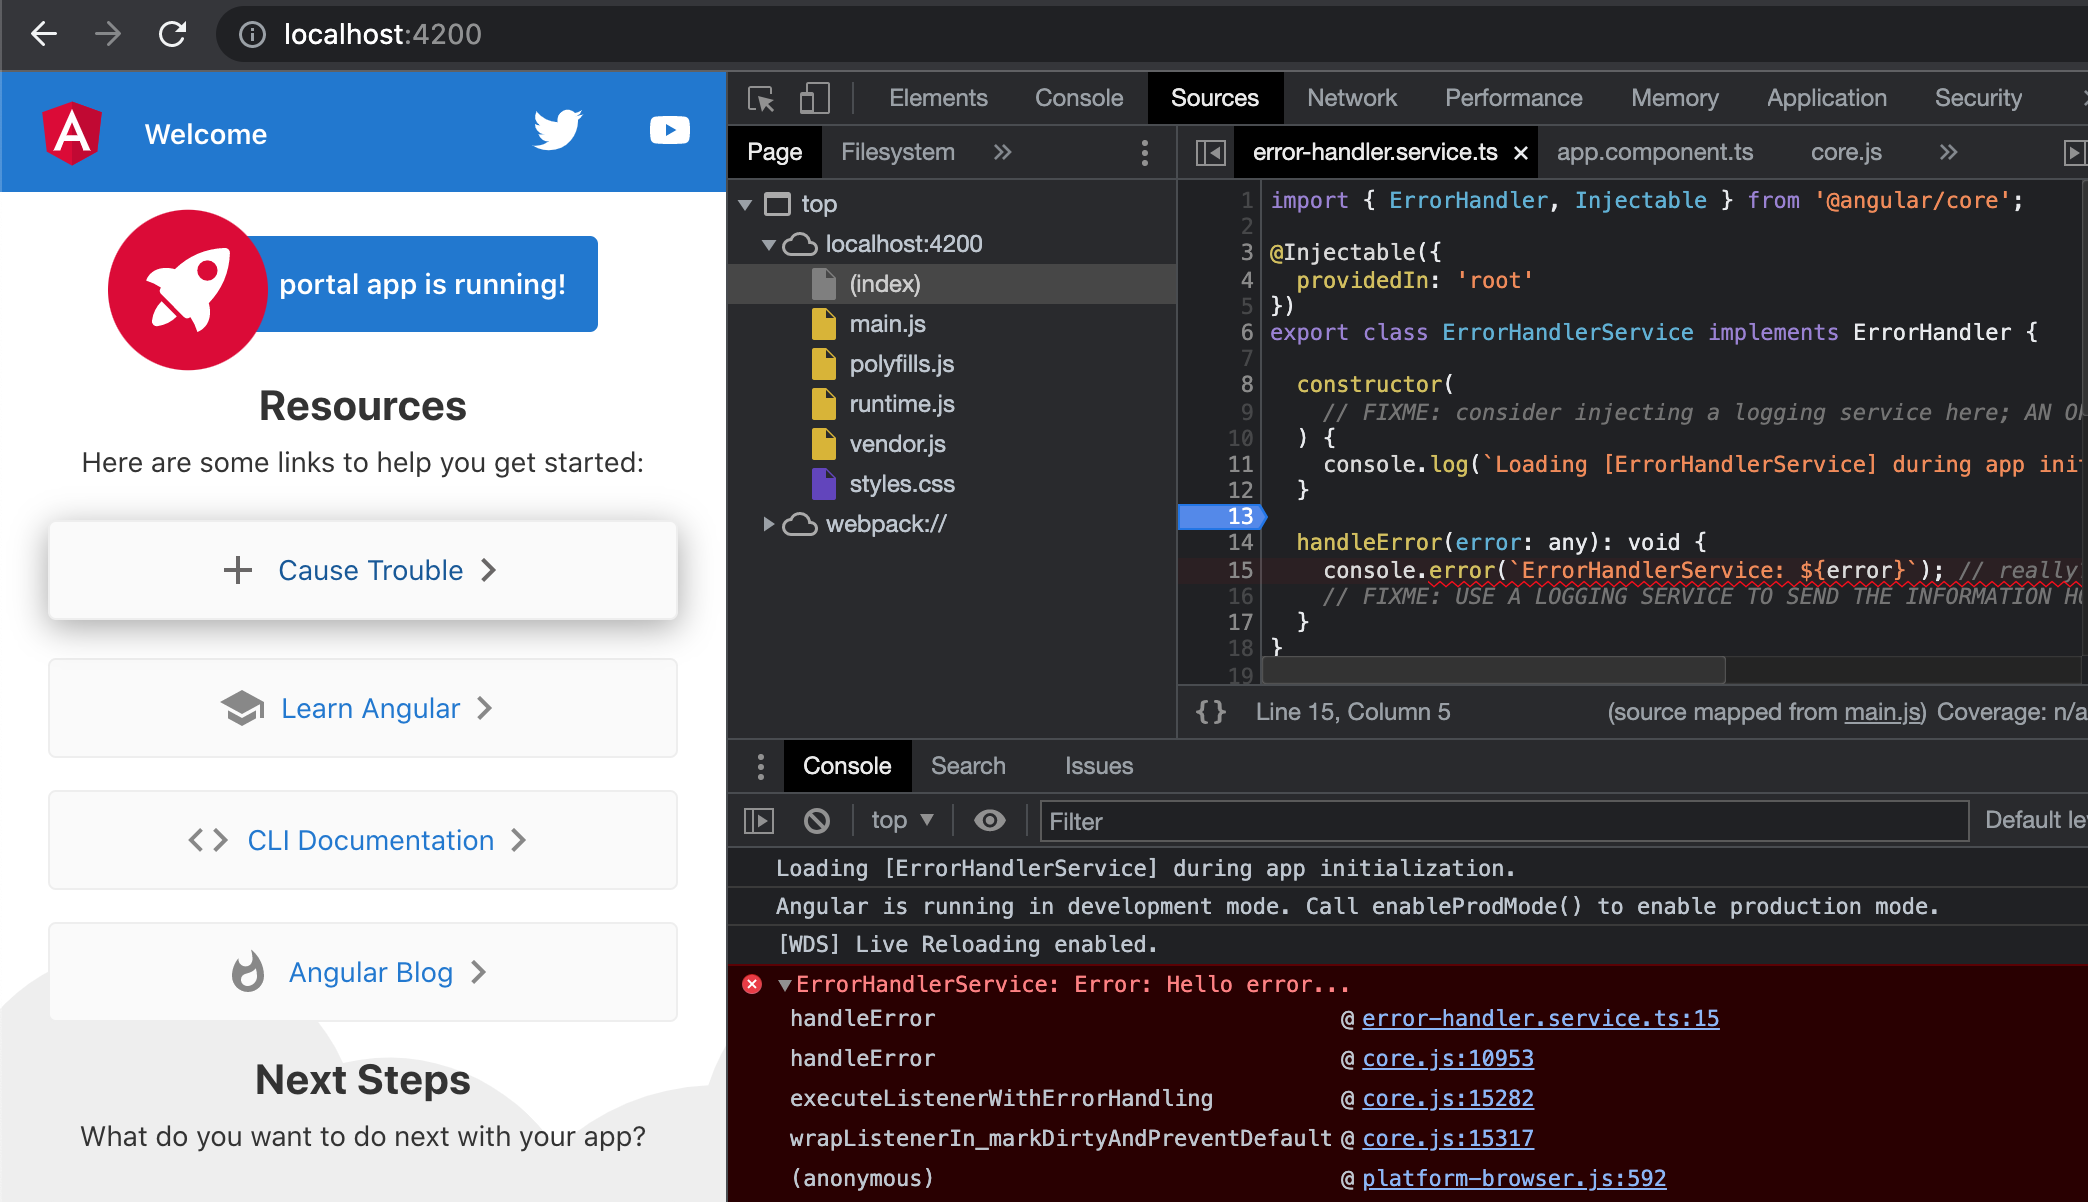 localhost:4200
Welcome
portal app is running!
Resources
Here are some links to help you get started:
Cause Trouble
Learn Angular
CLI Documentation
Angular Blog
Next Steps
What do you want to do next with your app?
Elements Console Sources Network Performance Memory Application Security
Page Filesystem »
top
localhost:4200
(index)
main.js
polyfills.js
runtime.js
vendor.js
styles.css
webpack://
error-handler.service.ts × app.component.ts core.js »
1 import { ErrorHandler, Injectable } from '@angular/core';
2
3 @Injectable({
4 providedIn: 'root'
5 })
6 export class ErrorHandlerService implements ErrorHandler {
7
8 constructor(
9 // FIXME: consider injecting a logging service here; AN
10 ) {
11 console.log(`Loading [ErrorHandlerService] during app
12 }
13
14 handleError(error: any): void {
15 console.error(`ErrorHandlerService: ${error}`); // really
16 // FIXME: USE A LOGGING SERVICE TO SEND THE INFORMATION
17 }
18 }
19
{} Line 15, Column 5 (source mapped from main.js) Coverage: n/a
Console Search Issues
top ▼ Filter Default
Loading [ErrorHandlerService] during app initialization.
Angular is running in development mode. Call enableProdMode() to enable production mode.
[WDS] Live Reloading enabled.
ErrorHandlerService: Error: Hello error...
handleError @ error-handler.service.ts:15
handleError @ core.js:10953
executeListenerWithErrorHandling @ core.js:15282
wrapListenerIn_markDirtyAndPreventDefault @ core.js:15317
(anonymous) @ platform-browser.js:592